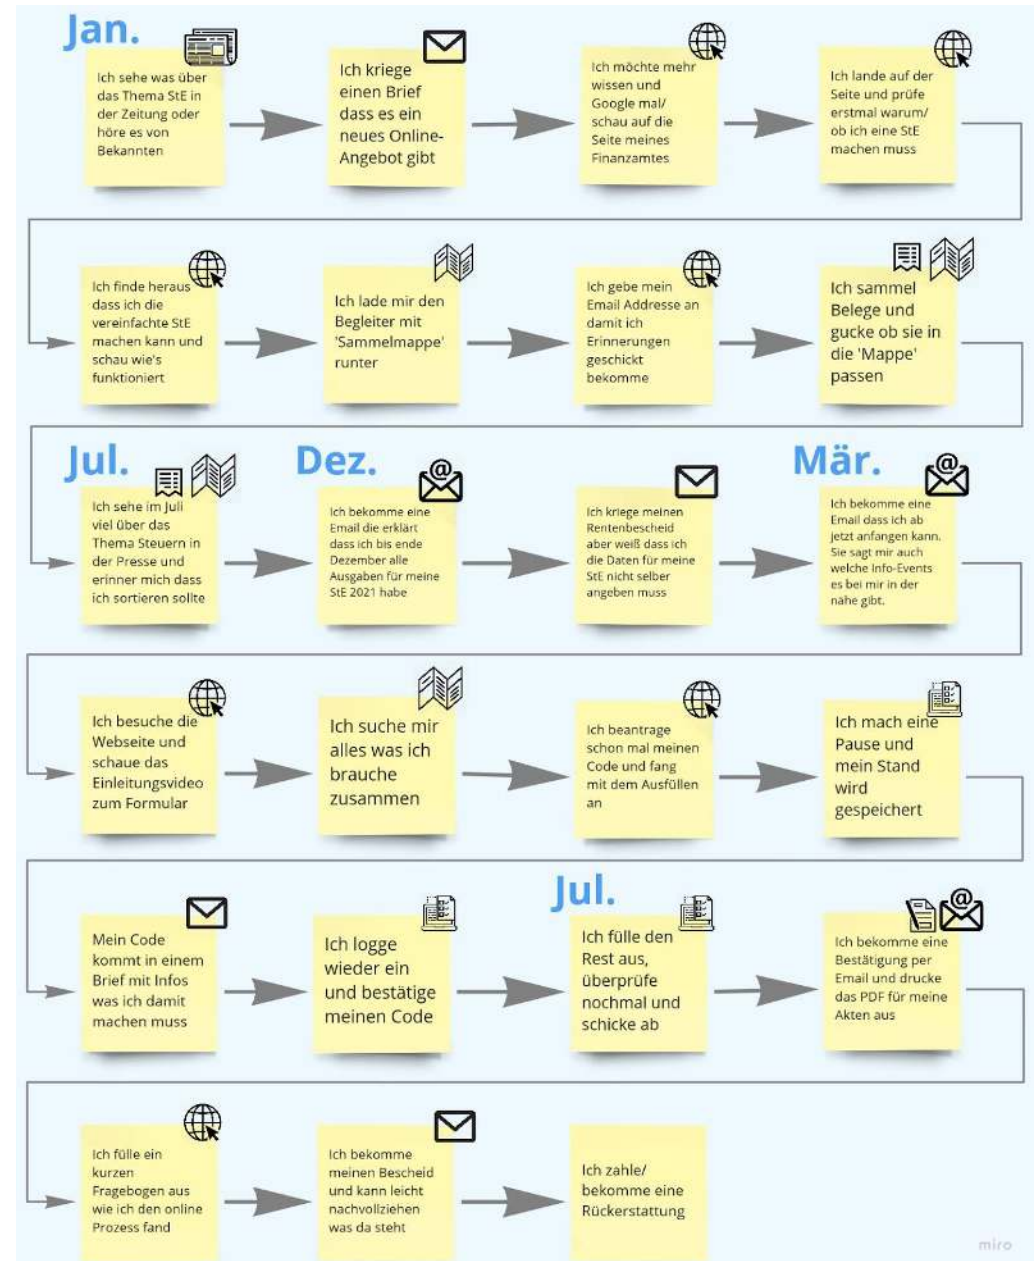 Jan.
Ich sehe was über
das Thema StE in
der Zeitung oder
höre es von
Bekannten
Ich kriege
einen Brief
dass es ein
neues Online-
Angebot gibt
Ich möchte mehr
wissen und
Google mal/
schau auf die
Seite meines
Finanzamtes
Ich lande auf der
Seite und prüfe
erstmal warum/
ob ich eine StE
machen muss
Ich finde heraus
dass ich die
vereinfachte StE
machen kann und
schau wie's
funktioniert
Ich lade mir den
Begleiter mit
'Sammelmappe'
runter
Ich gebe mein
Email Addresse an
damit ich
Erinnerungen
geschickt
bekomme
Ich sammel
Belege und
gucke ob sie in
die 'Mappe'
passen
Jul.
Ich sehe im Juli
viel über das
Thema Steuern in
der Presse und
erinner mich dass
ich sortieren sollte
Dez.
Ich bekomme eine
Email die erklärt
dass ich bis ende
Dezember alle
Ausgaben für meine
StE 2021 habe
Ich kriege meinen
Rentenbescheid
aber weiß dass ich
die Daten für meine
StE nicht selber
angeben muss
Mär.
Ich bekomme eine
Email dass ich ab
jetzt anfangen kann.
Sie sagt mir auch
welche Info-Events
es bei mir in der
nähe gibt.
Ich besuche die
Webseite und
schaue das
Einleitungsvideo
zum Formular
Ich suche mir
alles was ich
brauche
zusammen
Ich beantrage
schon mal meinen
Code und fang
mit dem Ausfüllen
an
Ich mach eine
Pause und
mein Stand
wird
gespeichert
Mein Code
kommt in einem
Brief mit Infos
was ich damit
machen muss
Ich logge
wieder ein
und bestätige
meinen Code
Jul.
Ich fülle den
Rest aus,
überprüfe
nochmal und
schicke ab
Ich bekomme eine
Bestätigung per
Email und drucke
das PDF für meine
Akten aus
Ich fülle ein
kurzen
Fragebogen aus
wie ich den online
Prozess fand
Ich bekomme
meinen Bescheid
und kann leicht
nachvollziehen
was da steht
Ich zahle/
bekomme eine
Rückerstattung
miro